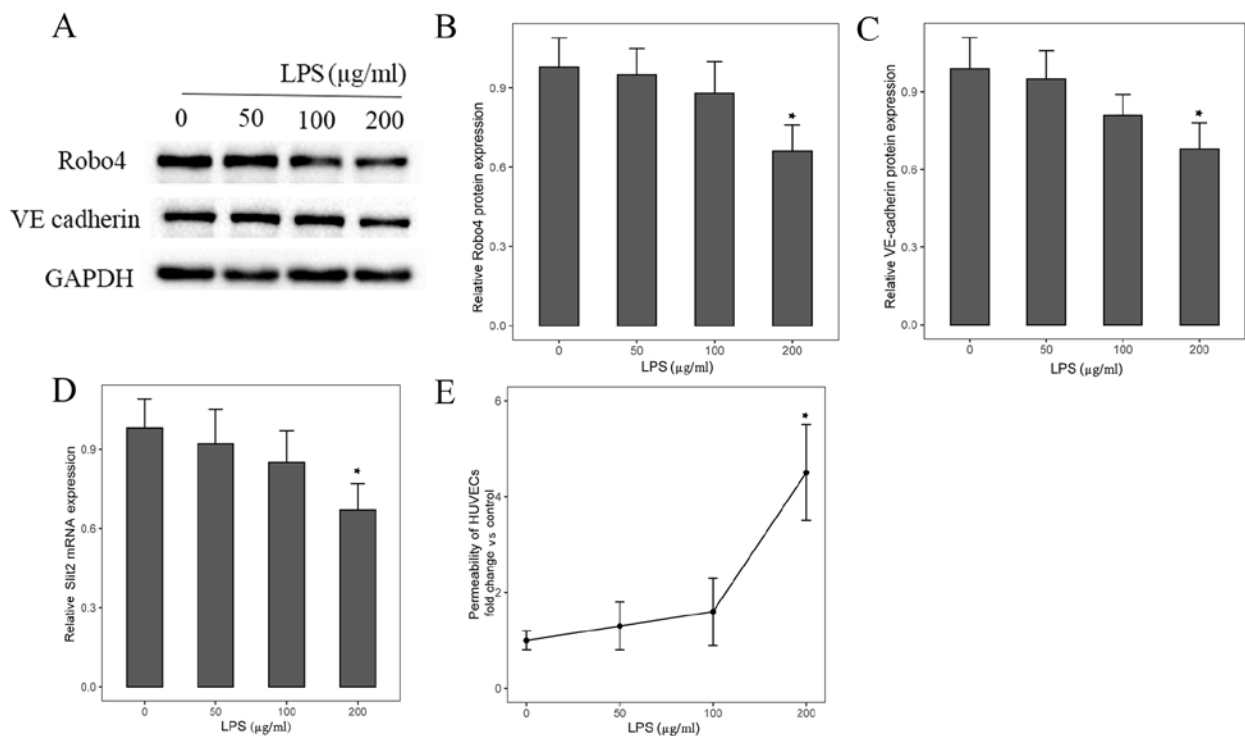 A
LPS (μg/ml)
0 50 100 200
Robo4
VE cadherin
GAPDH
B
Relative Robo4 protein expression
0.9
0.6
0.3
0.0
*
0 50 100 200
LPS (μg/ml)
C
Relative VE-cadherin protein expression
0.9
0.6
0.3
0.0
*
0 50 100 200
LPS (μg/ml)
D
Relative Slit2 mRNA expression
0.9
0.6
0.3
0.0
*
0 50 100 200
LPS (μg/ml)
E
Permeability of HUVECs
fold change vs control
6
4
2
0
*
0 50 100 200
LPS (μg/ml)